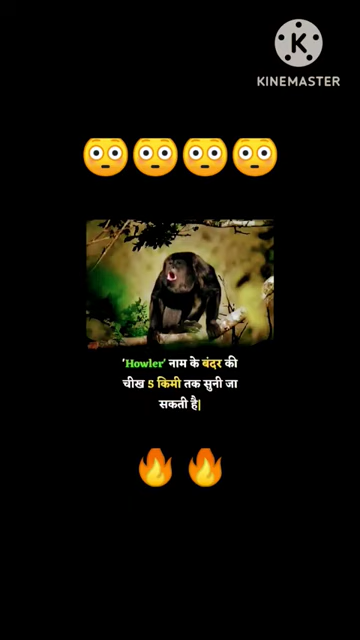 KINEMASTER
'Howler' नाम के बंदर की
चीख 5 किमी तक सुनी जा
सकती है|